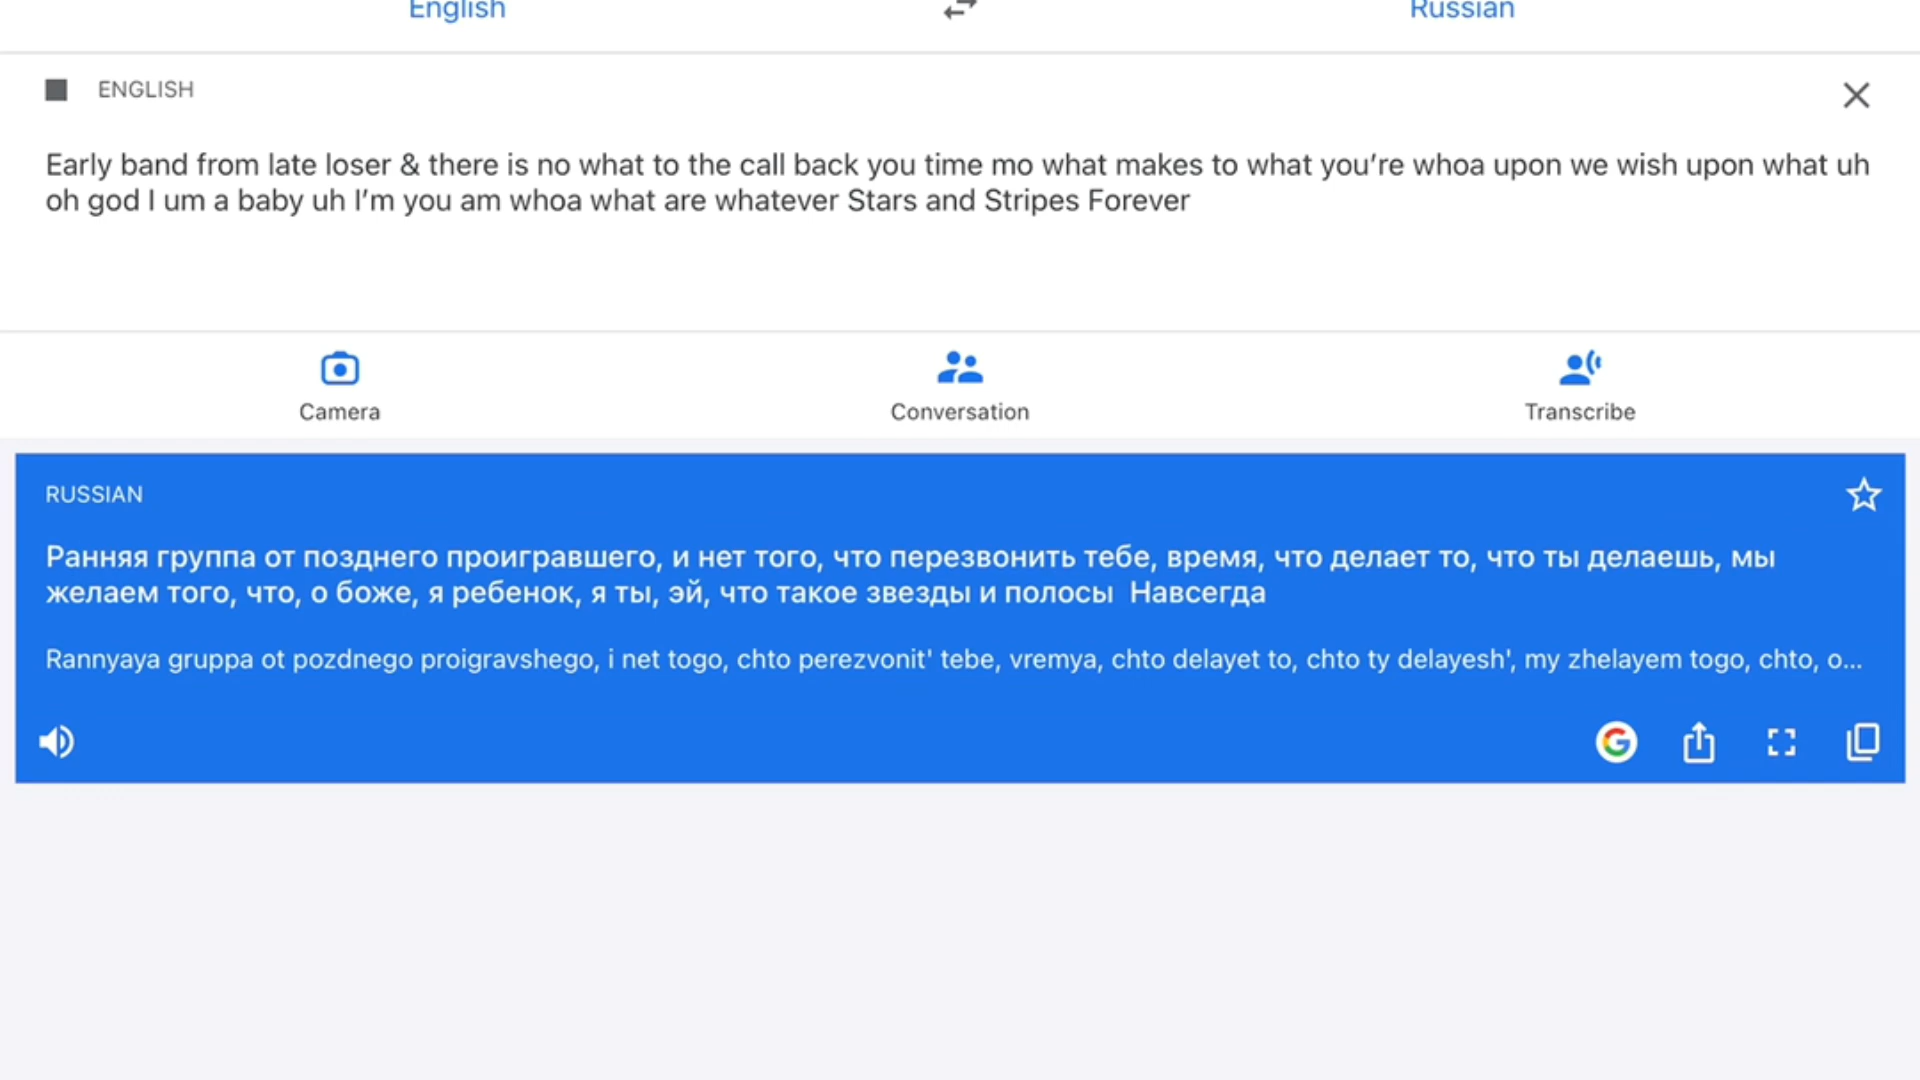 English
Russian
ENGLISH
Early band from late loser & there is no what to the call back you time mo what makes to what you’re whoa upon we wish upon what uh
oh god I um a baby uh I’m you am whoa what are whatever Stars and Stripes Forever
Camera
Conversation
Transcribe
RUSSIAN
Ранняя группа от позднего проигравшего, и нет того, что перезвонить тебе, время, что делает то, что ты делаешь, мы
желаем того, что, о боже, я ребенок, я ты, эй, что такое звезды и полосы  Навсегда
Rannyaya gruppa ot pozdnego proigravshego, i net togo, chto perezvonit' tebe, vremya, chto delayet to, chto ty delayesh', my zhelayem togo, chto, o...